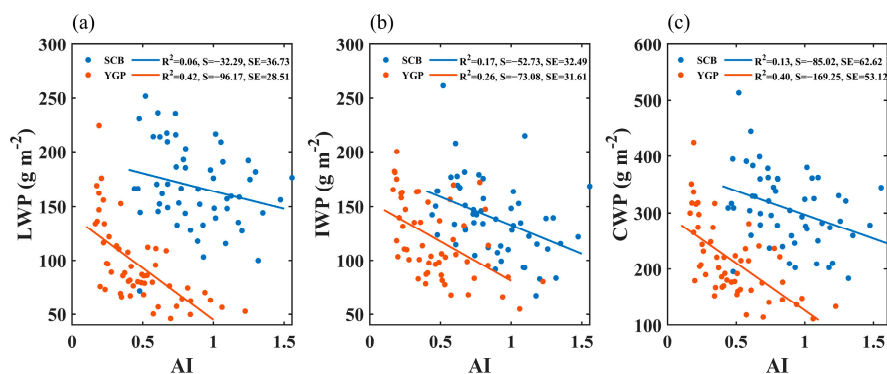 (a) (b) (c)
300 300 600
SCB R²=0.06, S=−32.29, SE=36.73 SCB R²=0.17, S=−52.73, SE=32.49 SCB R²=0.13, S=−85.02, SE=62.62
YGP R²=0.42, S=−96.17, SE=28.51 YGP R²=0.26, S=−73.08, SE=31.61 YGP R²=0.40, S=−169.25, SE=53.12
250 250 500
200 200 400
150 150 300
100 100 200
50 50 100
LWP (g m⁻²) IWP (g m⁻²) CWP (g m⁻²)
0 0.5 1 1.5 0 0.5 1 1.5 0 0.5 1 1.5
AI AI AI